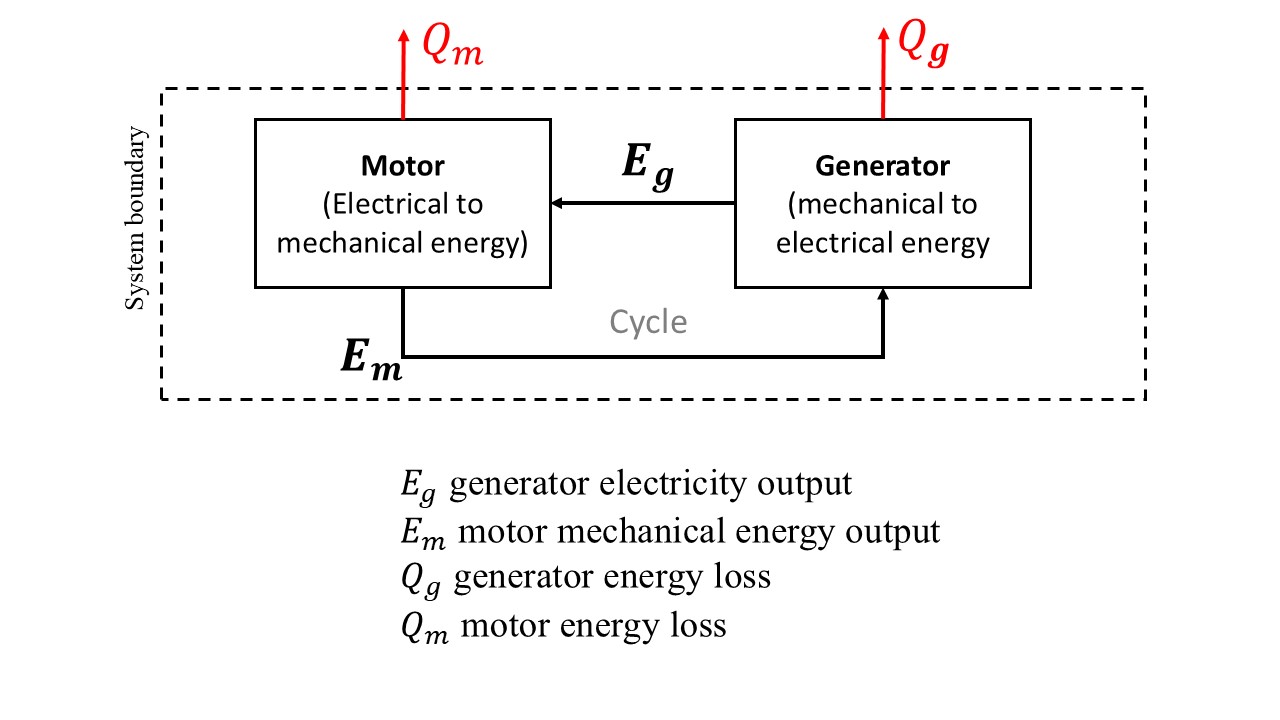 Q_m
Q_g
System boundary
Motor
(Electrical to
mechanical energy)
E_g
Generator
(mechanical to
electrical energy
Cycle
E_m
E_g generator electricity output
E_m motor mechanical energy output
Q_g generator energy loss
Q_m motor energy loss